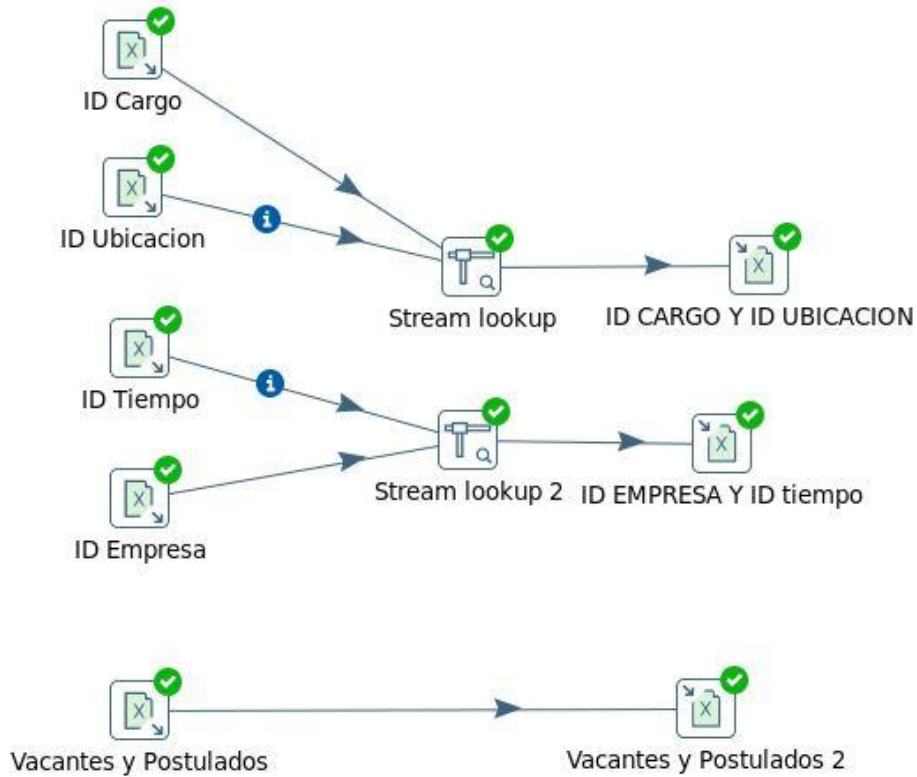 ID Cargo
ID Ubicacion
Stream lookup
ID CARGO Y ID UBICACION
ID Tiempo
Stream lookup 2
ID EMPRESA Y ID tiempo
ID Empresa
Vacantes y Postulados
Vacantes y Postulados 2